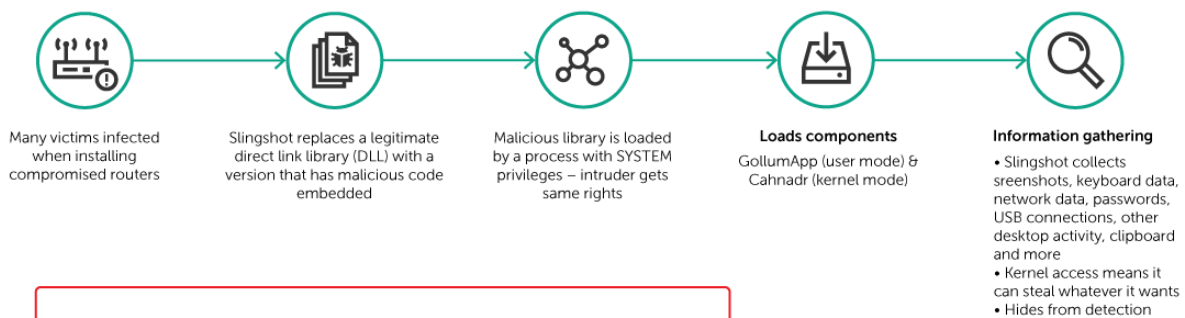 Many victims infected
when installing
compromised routers
Slingshot replaces a legitimate
direct link library (DLL) with a
version that has malicious code
embedded
Malicious library is loaded
by a process with SYSTEM
privileges – intruder gets
same rights
Loads components
GollumApp (user mode) &
Cahnadr (kernel mode)
Information gathering
• Slingshot collects
sreenshots, keyboard data,
network data, passwords,
USB connections, other
desktop activity, clipboard
and more
• Kernel access means it
can steal whatever it wants
• Hides from detection